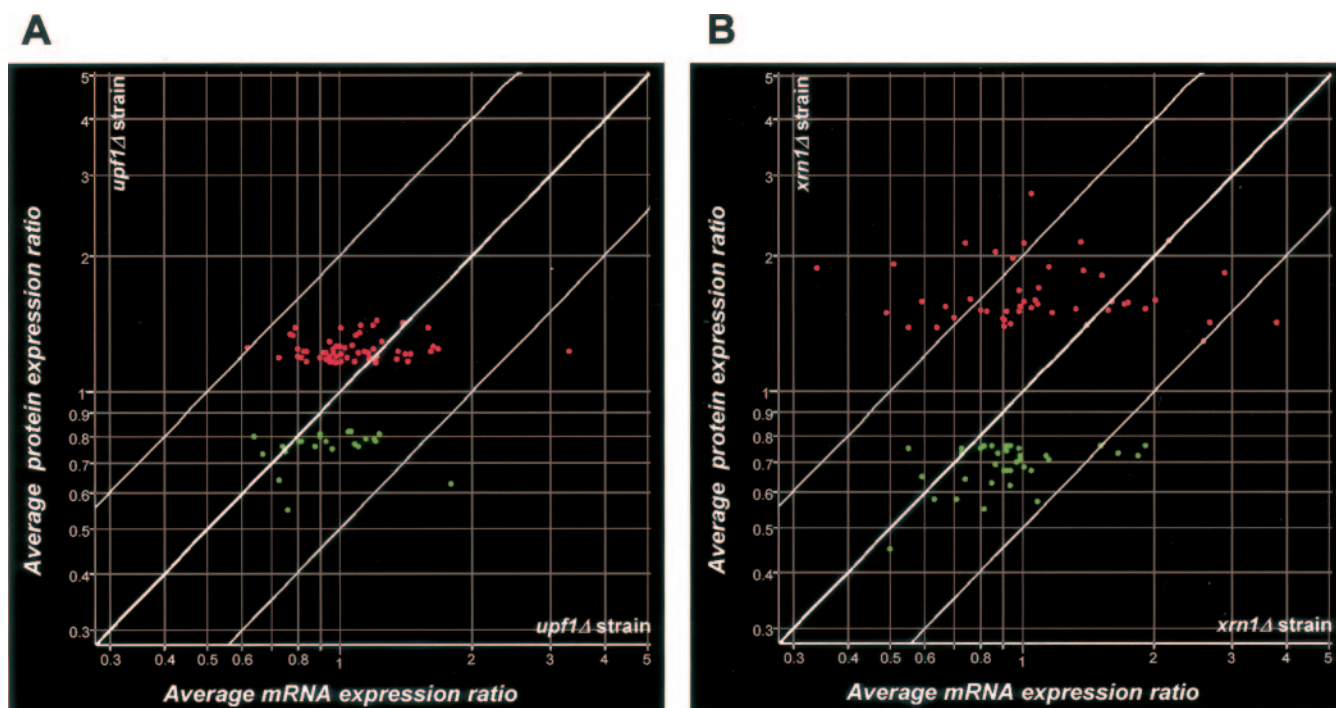 A
B
Average protein expression ratio
upf1Δ strain
5
4
3
2
1
0.9
0.8
0.7
0.6
0.5
0.4
0.3
upf1Δ strain
0.3 0.4 0.5 0.6 0.8 1 2 3 4 5
Average mRNA expression ratio
Average protein expression ratio
xrn1Δ strain
5
4
3
2
1
0.9
0.8
0.7
0.6
0.5
0.4
0.3
xrn1Δ strain
0.3 0.4 0.5 0.6 0.8 1 2 3 4 5
Average mRNA expression ratio